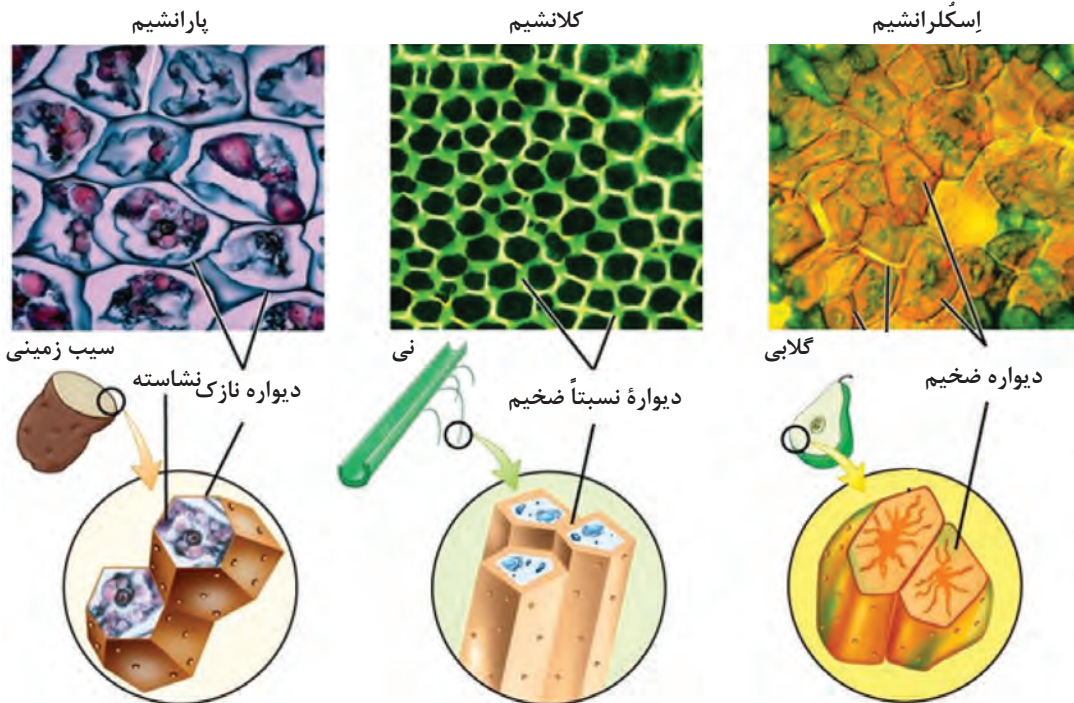 اِسکُلرانشیم
کلانشیم
پارانشیم
گلابی
نی
سیب زمینی
دیواره ضخیم
دیوارهٔ نسبتاً ضخیم
دیواره نازک
نشاسته